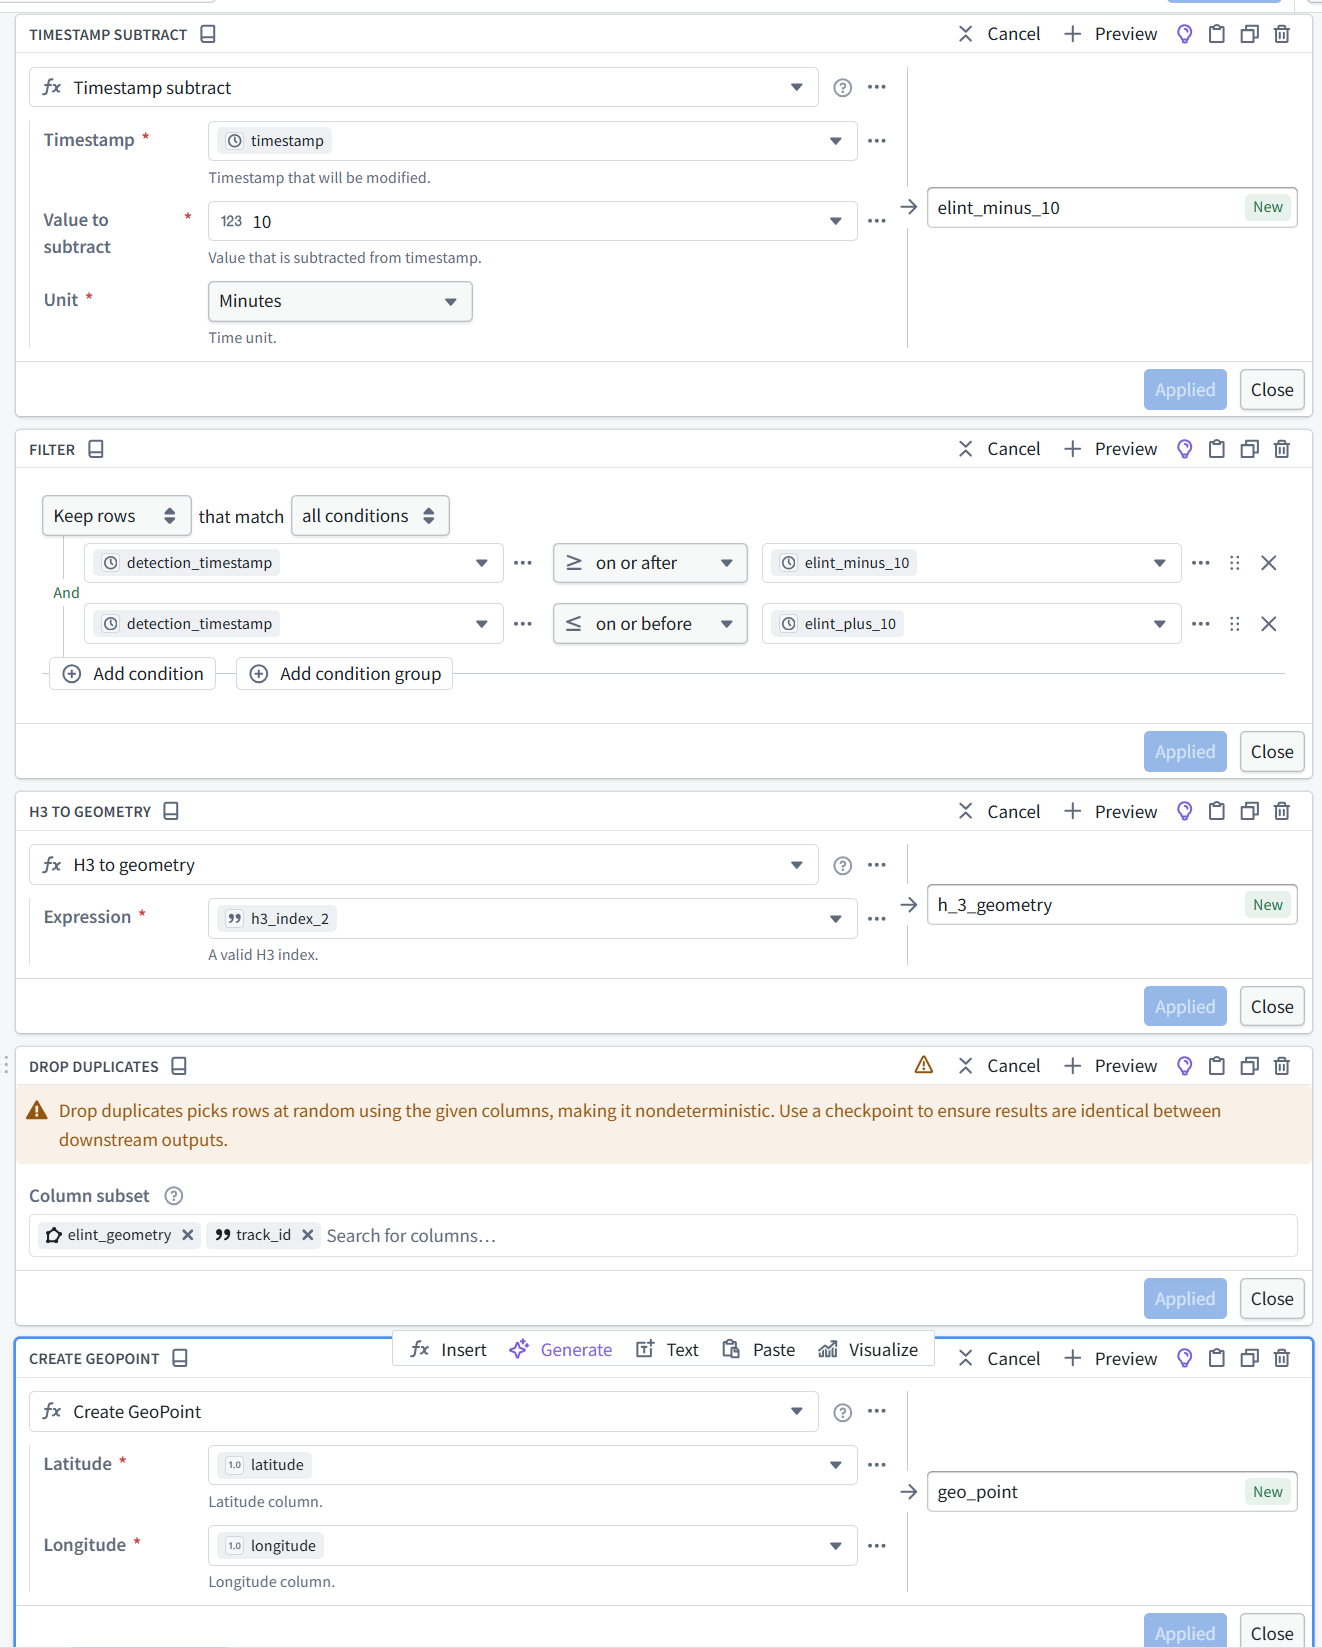 TIMESTAMP SUBTRACT Cancel Preview
fx Timestamp subtract
Timestamp * timestamp
Timestamp that will be modified.
Value to subtract * 123 10
Value that is subtracted from timestamp.
elint_minus_10 New
Unit * Minutes
Time unit.
Applied Close
FILTER Cancel Preview
Keep rows that match all conditions
detection_timestamp ≥ on or after elint_minus_10
And
detection_timestamp ≤ on or before elint_plus_10
Add condition Add condition group
Applied Close
H3 TO GEOMETRY Cancel Preview
fx H3 to geometry
Expression * h3_index_2
A valid H3 index.
h_3_geometry New
Applied Close
DROP DUPLICATES Cancel Preview
Drop duplicates picks rows at random using the given columns, making it nondeterministic. Use a checkpoint to ensure results are identical between
downstream outputs.
Column subset
elint_geometry track_id Search for columns...
Applied Close
fx Insert Generate Text Paste Visualize
CREATE GEOPOINT Cancel Preview
fx Create GeoPoint
Latitude * 1.0 latitude
Latitude column.
geo_point New
Longitude * 1.0 longitude
Longitude column.
Applied Close